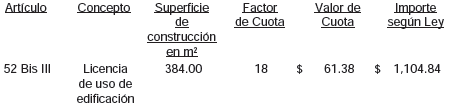 Artículo Concepto Superficie de construcción en m² Factor de Cuota Valor de Cuota Importe según Ley
52 Bis III Licencia de uso de edificación 384.00 18 $ 61.38 $ 1,104.84